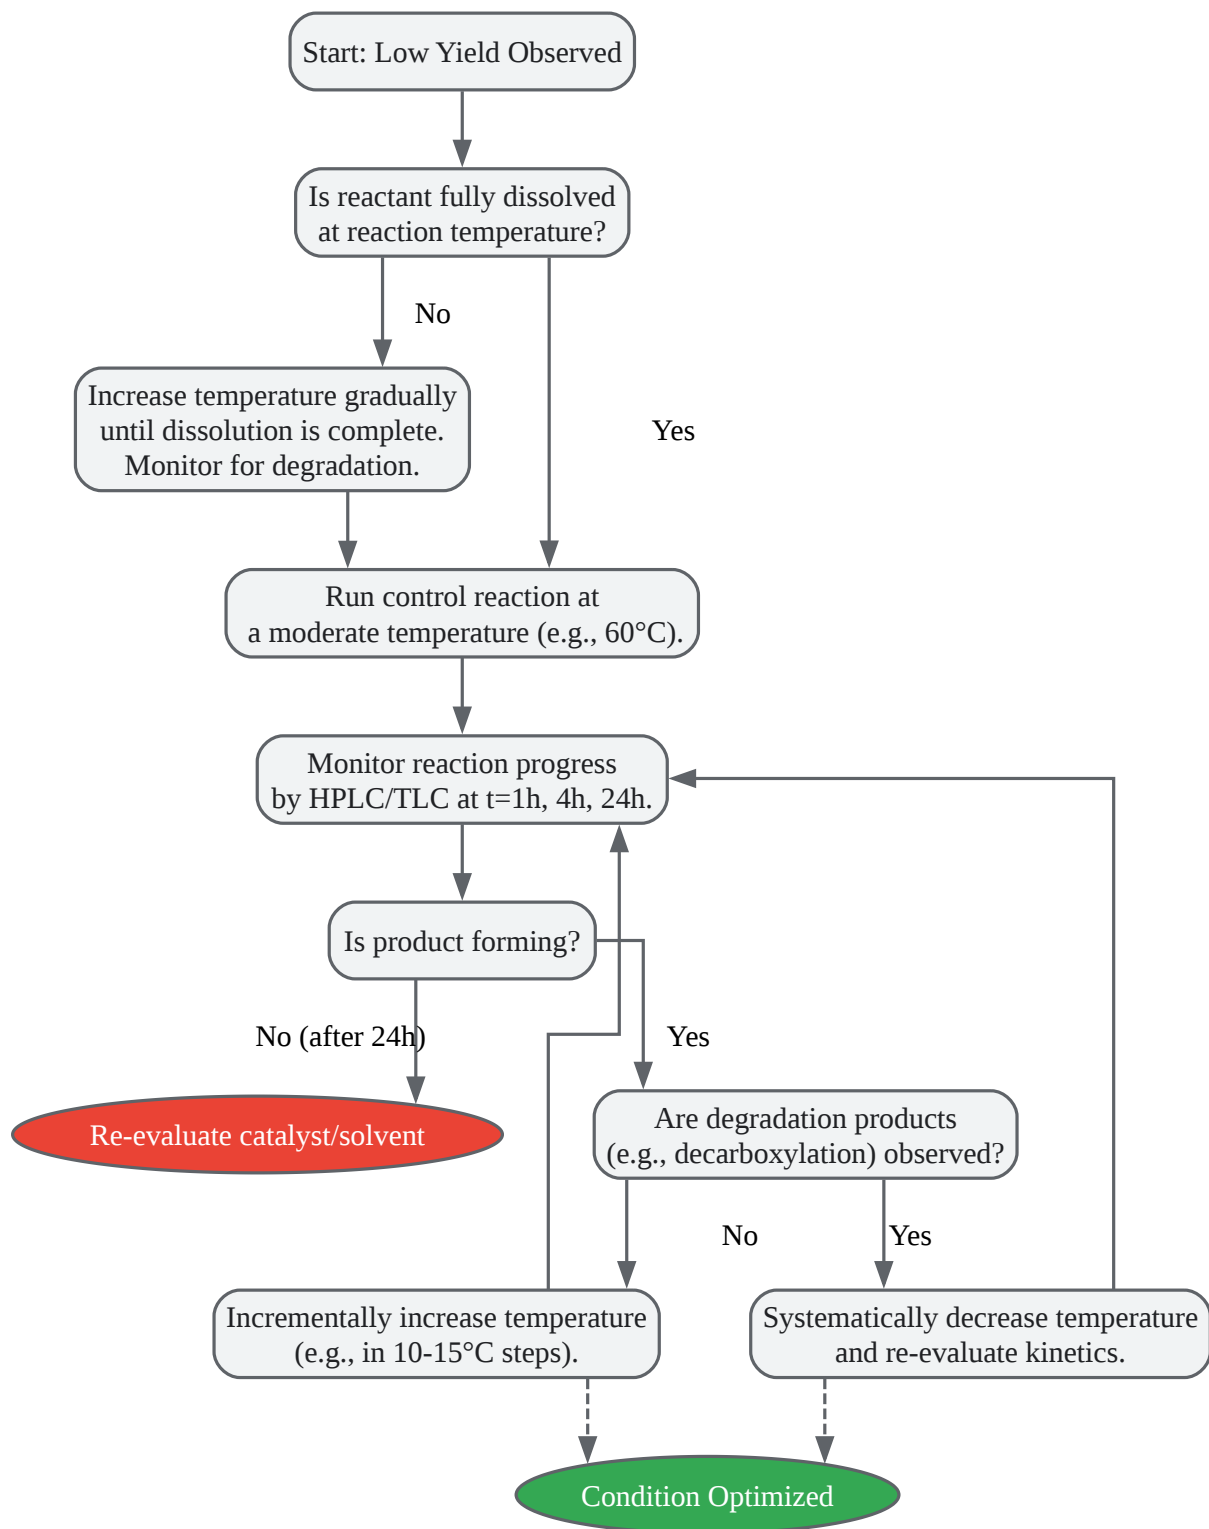 Start: Low Yield Observed
Is reactant fully dissolved
at reaction temperature?
No
Increase temperature gradually
until dissolution is complete.
Monitor for degradation.
Yes
Run control reaction at
a moderate temperature (e.g., 60°C).
Monitor reaction progress
by HPLC/TLC at t=1h, 4h, 24h.
Is product forming?
No (after 24h)
Yes
Re-evaluate catalyst/solvent
Are degradation products
(e.g., decarboxylation) observed?
No
Yes
Incrementally increase temperature
(e.g., in 10-15°C steps).
Systematically decrease temperature
and re-evaluate kinetics.
Condition Optimized